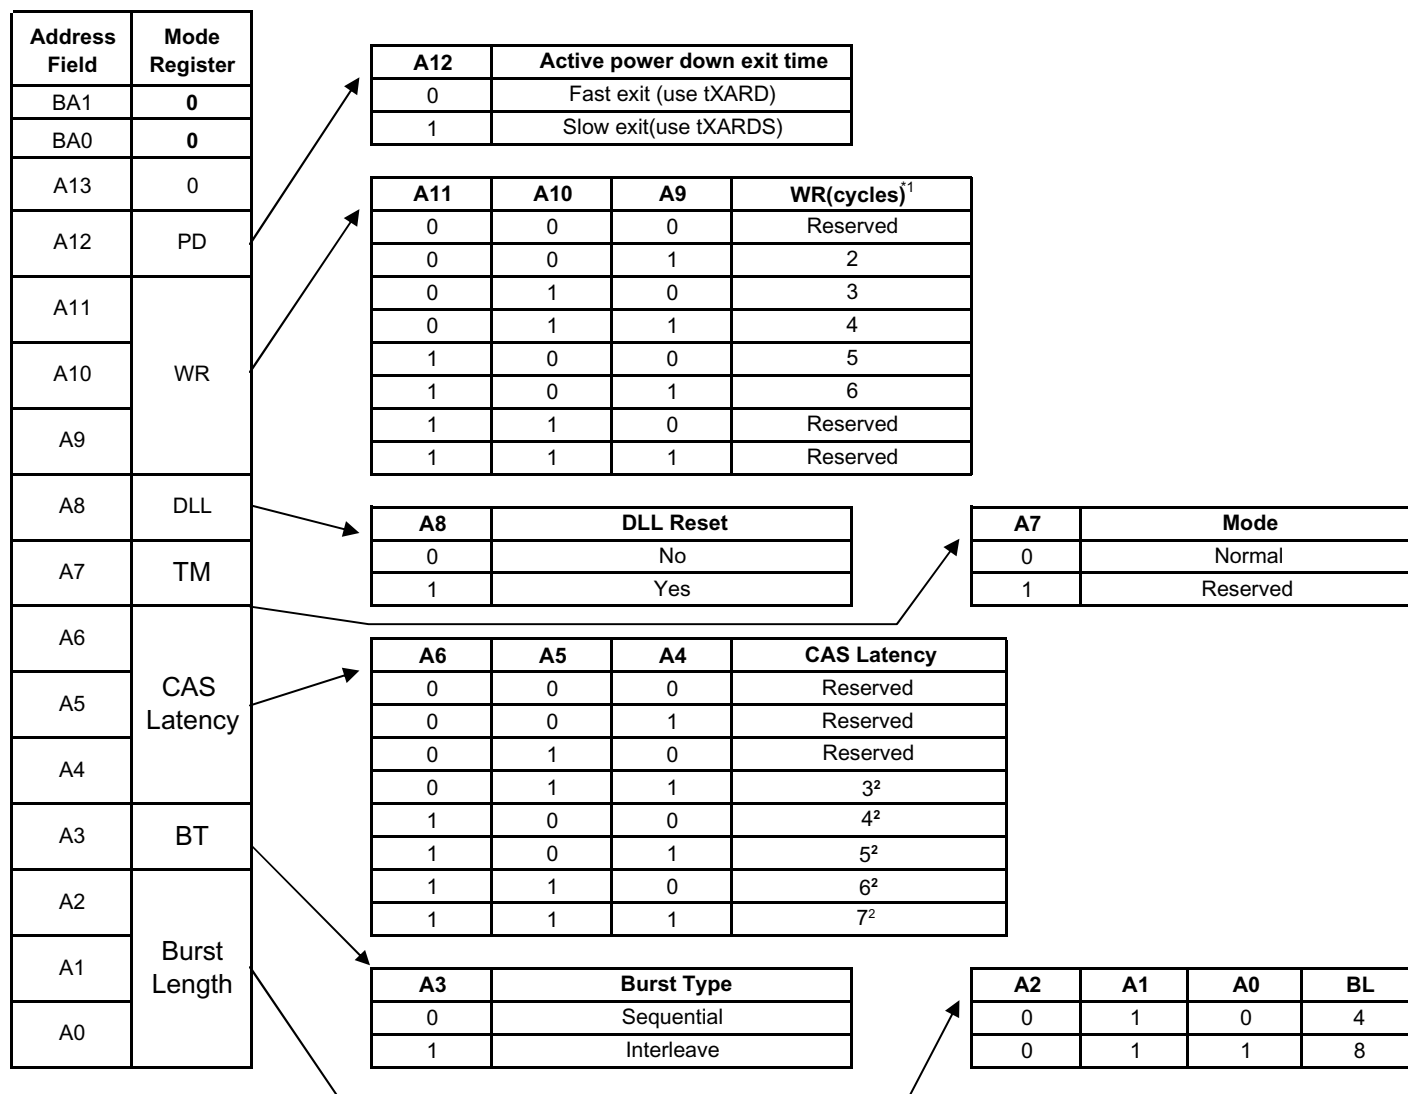 Address Field Mode Register
BA1 0
BA0 0
A13 0
A12 PD
A11
A10 WR
A9
A8 DLL
A7 TM
A6
A5 CAS Latency
A4
A3 BT
A2
A1 Burst Length
A0
A12 Active power down exit time
0 Fast exit (use tXARD)
1 Slow exit(use tXARDS)
A11 A10 A9 WR(cycles)*1
0 0 0 Reserved
0 0 1 2
0 1 0 3
0 1 1 4
1 0 0 5
1 0 1 6
1 1 0 Reserved
1 1 1 Reserved
A8 DLL Reset
0 No
1 Yes
A7 Mode
0 Normal
1 Reserved
A6 A5 A4 CAS Latency
0 0 0 Reserved
0 0 1 Reserved
0 1 0 Reserved
0 1 1 3²
1 0 0 4²
1 0 1 5²
1 1 0 6²
1 1 1 7²
A3 Burst Type
0 Sequential
1 Interleave
A2 A1 A0 BL
0 1 0 4
0 1 1 8